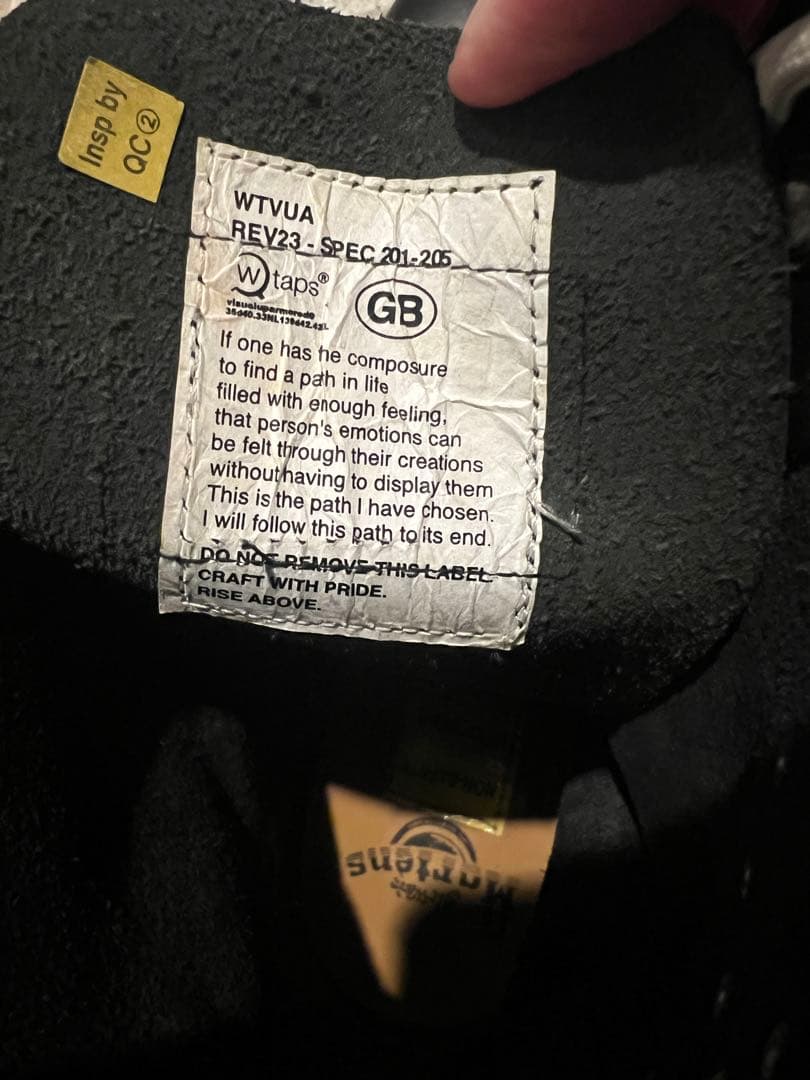 Insp by
QC②
WTVUA
REV23 - SPEC 201-205
Wtaps®
visualuparmored
GB
If one has he composure
to find a path in life
filled with enough feeling,
that person's emotions can
be felt through their creations
without having to display them
This is the path I have chosen.
I will follow this path to its end.
DO NOT REMOVE THIS LABEL
CRAFT WITH PRIDE.
RISE ABOVE.
Martens